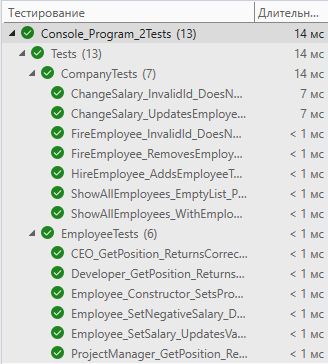 Тестирование Длительн...
Console_Program_2Tests (13) 14 мс
Tests (13) 14 мс
CompanyTests (7) 14 мс
ChangeSalary_InvalidId_DoesN... 7 мс
ChangeSalary_UpdatesEmploye... 7 мс
FireEmployee_InvalidId_DoesN... < 1 мс
FireEmployee_RemovesEmploy... < 1 мс
HireEmployee_AddsEmployeeT... < 1 мс
ShowAllEmployees_EmptyList_P... < 1 мс
ShowAllEmployees_WithEmplo... < 1 мс
EmployeeTests (6) < 1 мс
CEO_GetPosition_ReturnsCorrec... < 1 мс
Developer_GetPosition_Returns... < 1 мс
Employee_Constructor_SetsPro... < 1 мс
Employee_SetNegativeSalary_D... < 1 мс
Employee_SetSalary_UpdatesVa... < 1 мс
ProjectManager_GetPosition_Re... < 1 мс